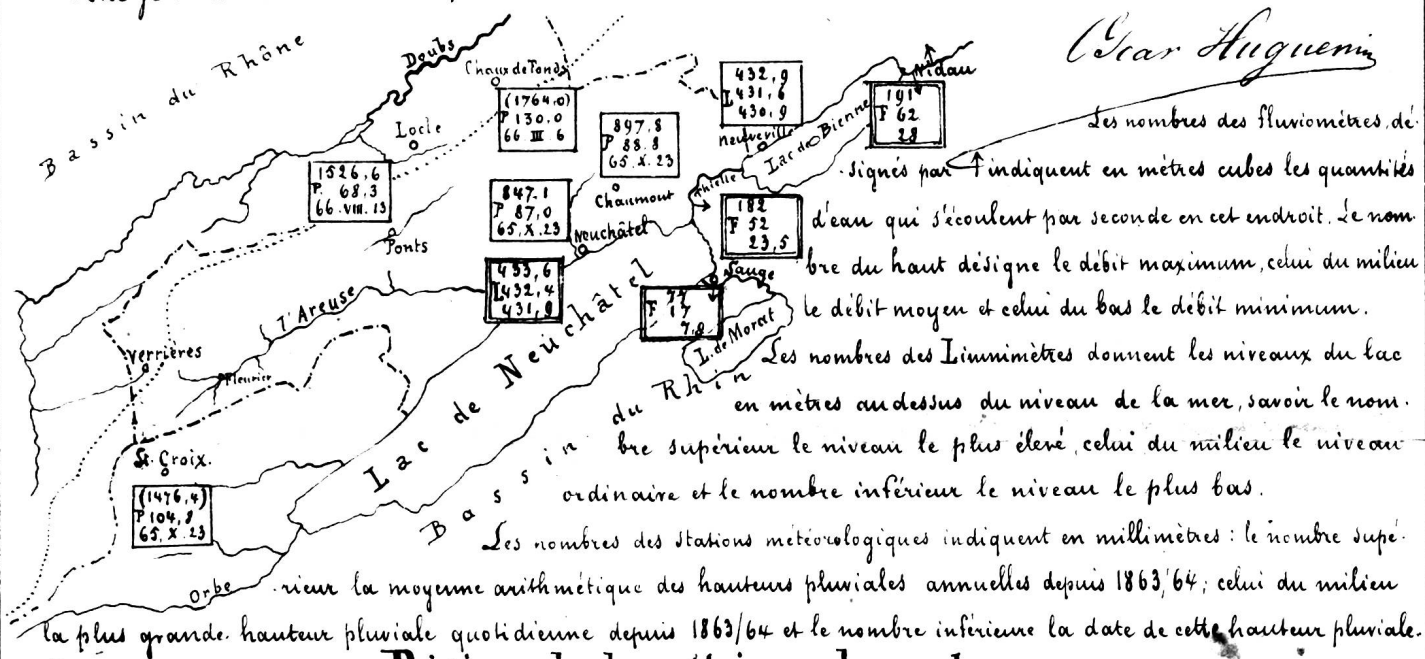 Oscar Huguenin
Bassin du Rhône
Doubs
Chaux de Fonds
(1764,0)
P 130,0
66 III 6
Locle
1526,6
P. 68,3
66. VIII. 13
897,8
P 88,8
65. X. 23
Chaumont
432,9
L 431,6
430,9
Neuveville
Lac de Bienne
Nidau
191
F 62
28
847.1
P 87,0
65. X. 23
Neuchâtel
Thielle
182
F 52
23,5
Ponts
433,6
L 432,4
431,8
Sauge
77
F 17
7,8
L. de Morat
l'Areuse
Verrières
Fleurier
Lac de Neuchâtel
Bassin du Rhin
St. Croix.
(1476,4)
P 104,8
65. X. 23
Orbe
Les nombres des fluviomètres, dé-
signés par ↑ indiquent en mètres cubes les quantités
d'eau qui s'écoulent par seconde en cet endroit. Le nom-
bre du haut désigne le débit maximum, celui du milieu
le débit moyen et celui du bas le débit minimum.
Les nombres des Limnimètres donnent les niveaux du lac
en mètres au dessus du niveau de la mer, savoir le nom-
bre supérieur le niveau le plus élevé, celui du milieu le niveau
ordinaire et le nombre inférieur le niveau le plus bas.
Les nombres des stations météorologiques indiquent en millimètres : le nombre supé-
rieur la moyenne arithmétique des hauteurs pluviales annuelles depuis 1863/64; celui du milieu
la plus grande hauteur pluviale quotidienne depuis 1863/64 et le nombre inférieure la date de cette hauteur pluviale.